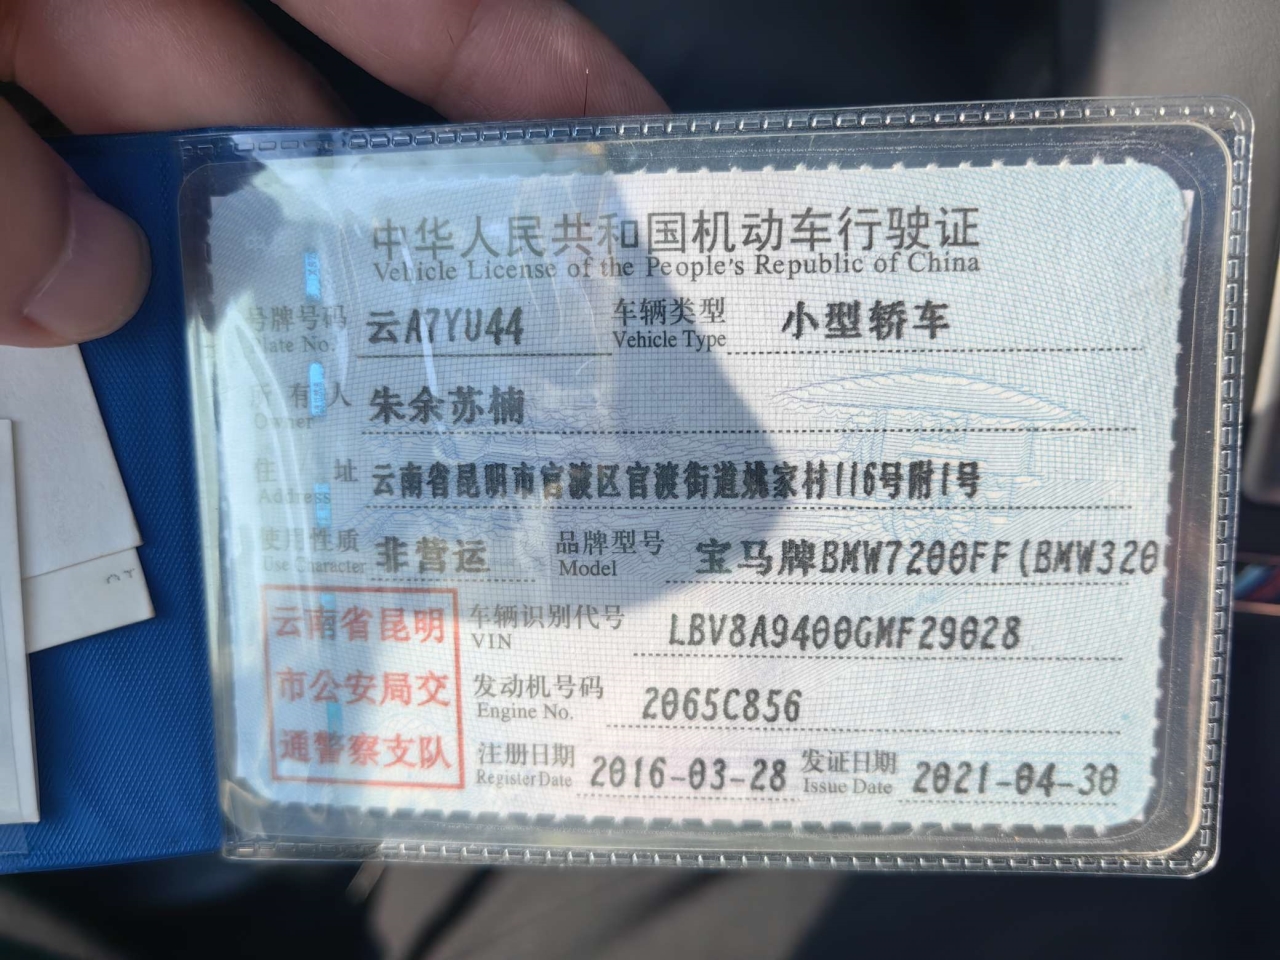 中华人民共和国机动车行驶证
Vehicle License of the People's Republic of China
号牌号码 云A7YU44 车辆类型 小型轿车
Plate No. Vehicle Type
所有人 朱余苏楠
Owner
住址 云南省昆明市官渡区官渡街道姚家村116号附1号
Address
使用性质 非营运 品牌型号 宝马牌BMW7200FF(BMW320
Use Character Model
云南省昆明
市公安局交
通警察支队
车辆识别代号 LBV8A9400GMF29028
VIN
发动机号码 2065C856
Engine No.
注册日期 2016-03-28 发证日期 2021-04-30
Register Date Issue Date